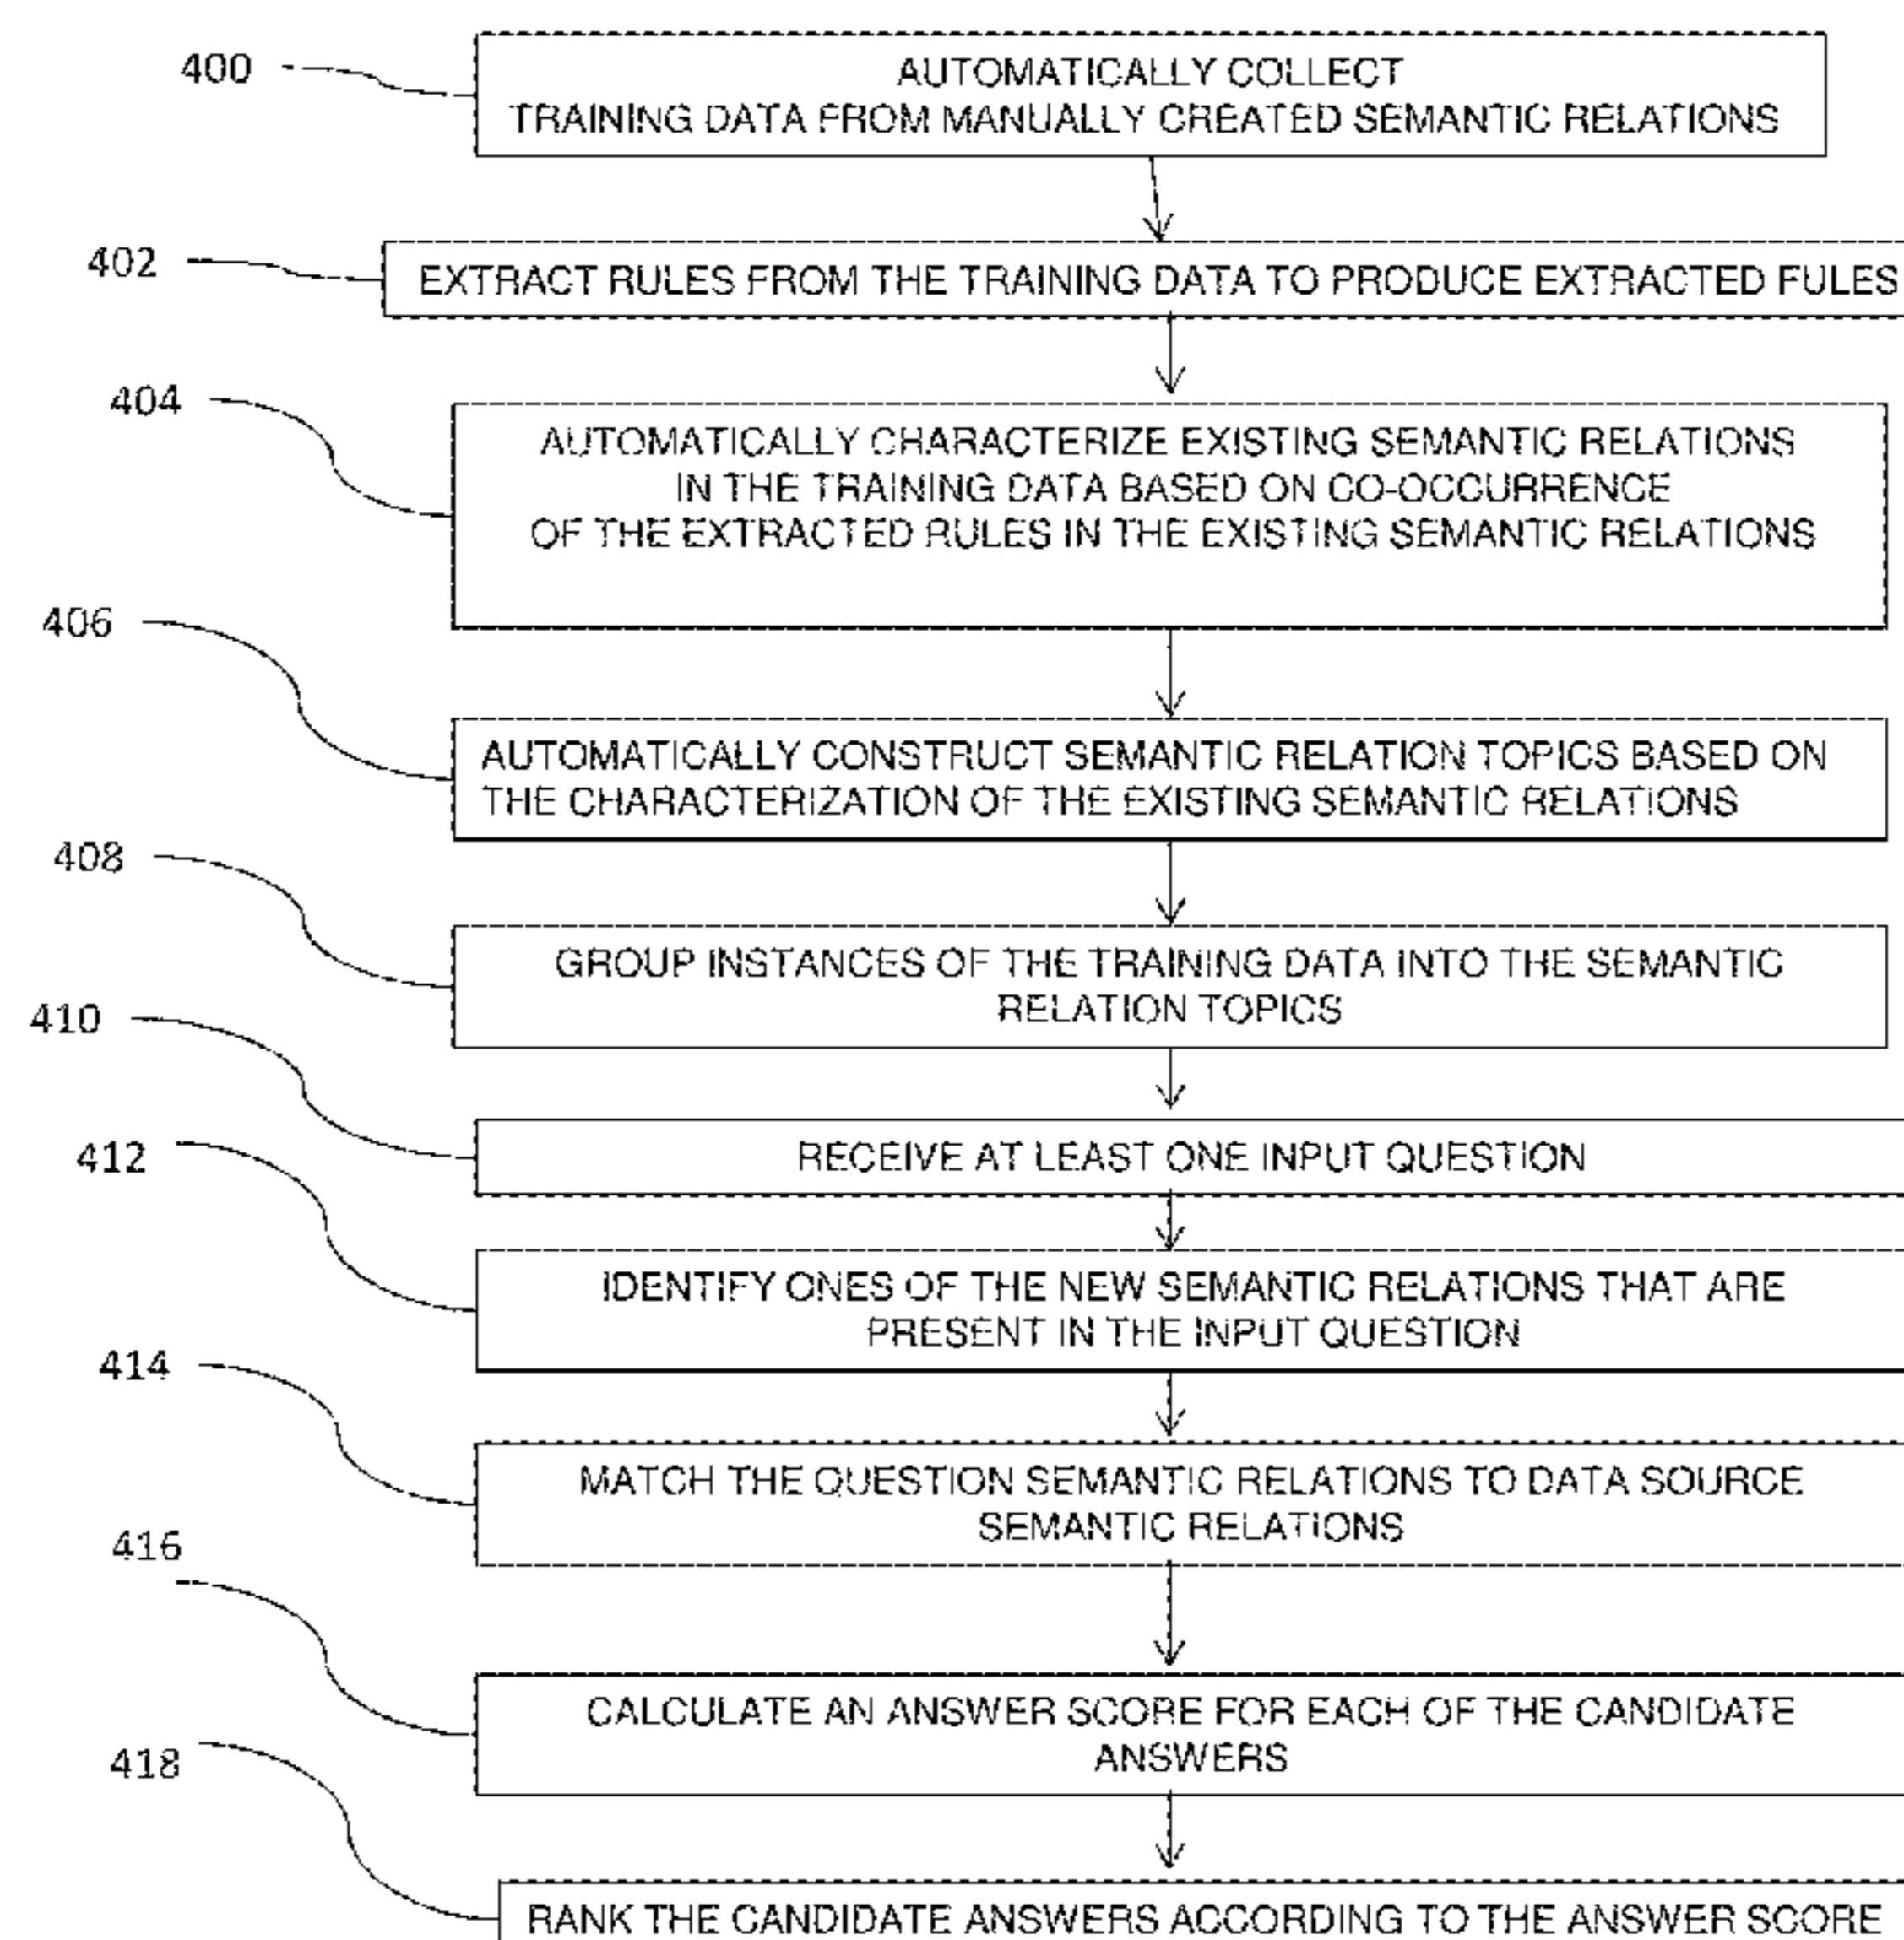 400
AUTOMATICALLY COLLECT
TRAINING DATA FROM MANUALLY CREATED SEMANTIC RELATIONS
402
EXTRACT RULES FROM THE TRAINING DATA TO PRODUCE EXTRACTED FULES
404
AUTOMATICALLY CHARACTERIZE EXISTING SEMANTIC RELATIONS
IN THE TRAINING DATA BASED ON CO-OCCURRENCE
OF THE EXTRACTED RULES IN THE EXISTING SEMANTIC RELATIONS
406
AUTOMATICALLY CONSTRUCT SEMANTIC RELATION TOPICS BASED ON
THE CHARACTERIZATION OF THE EXISTING SEMANTIC RELATIONS
408
GROUP INSTANCES OF THE TRAINING DATA INTO THE SEMANTIC
RELATION TOPICS
410
RECEIVE AT LEAST ONE INPUT QUESTION
412
IDENTIFY ONES OF THE NEW SEMANTIC RELATIONS THAT ARE
PRESENT IN THE INPUT QUESTION
414
MATCH THE QUESTION SEMANTIC RELATIONS TO DATA SOURCE
SEMANTIC RELATIONS
416
CALCULATE AN ANSWER SCORE FOR EACH OF THE CANDIDATE
ANSWERS
418
RANK THE CANDIDATE ANSWERS ACCORDING TO THE ANSWER SCORE